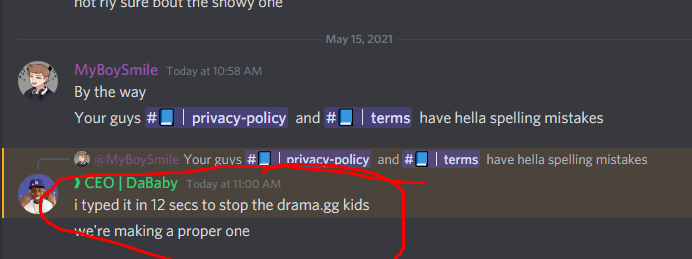 not rly sure bout the snowy one
May 15, 2021
MyBoySmile Today at 10:58 AM
By the way
Your guys # | privacy-policy and # | terms have hella spelling mistakes
@MyBoySmile Your guys # | privacy-policy and # | terms have hella spelling mistakes
CEO | DaBaby Today at 11:00 AM
i typed it in 12 secs to stop the drama.gg kids
we're making a proper one